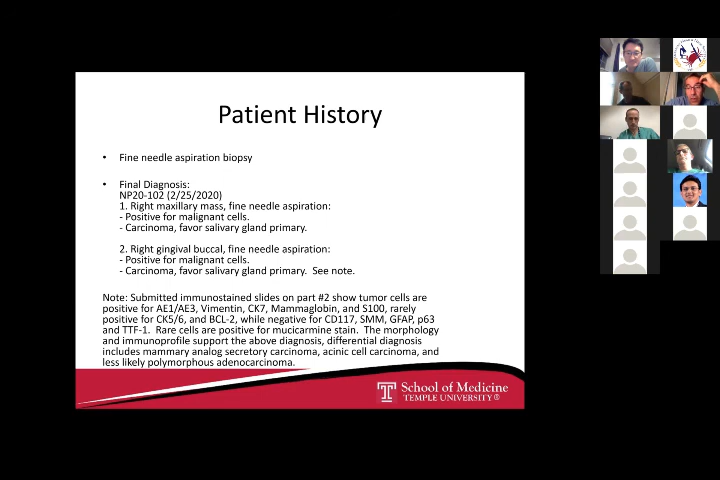 Patient History
• Fine needle aspiration biopsy
• Final Diagnosis:
NP20-102 (2/25/2020)
1. Right maxillary mass, fine needle aspiration:
- Positive for malignant cells.
- Carcinoma, favor salivary gland primary.
2. Right gingival buccal, fine needle aspiration:
- Positive for malignant cells.
- Carcinoma, favor salivary gland primary. See note.
Note: Submitted immunostained slides on part #2 show tumor cells are
positive for AE1/AE3, Vimentin, CK7, Mammaglobin, and S100, rarely
positive for CK5/6, and BCL-2, while negative for CD117, SMM, GFAP, p63
and TTF-1. Rare cells are positive for mucicarmine stain. The morphology
and immunoprofile support the above diagnosis, differential diagnosis
includes mammary analog secretory carcinoma, acinic cell carcinoma, and
less likely polymorphous adenocarcinoma.
School of Medicine
TEMPLE UNIVERSITY®